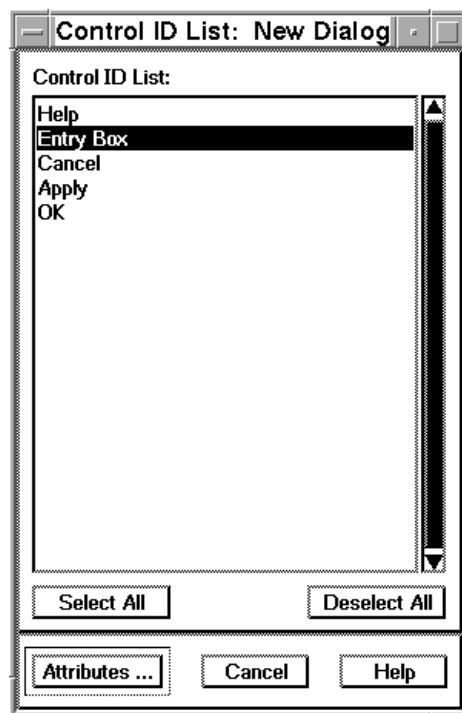 Control ID List: New Dialog
Control ID List:
Help
Entry Box
Cancel
Apply
OK
Select All
Deselect All
Attributes ...
Cancel
Help